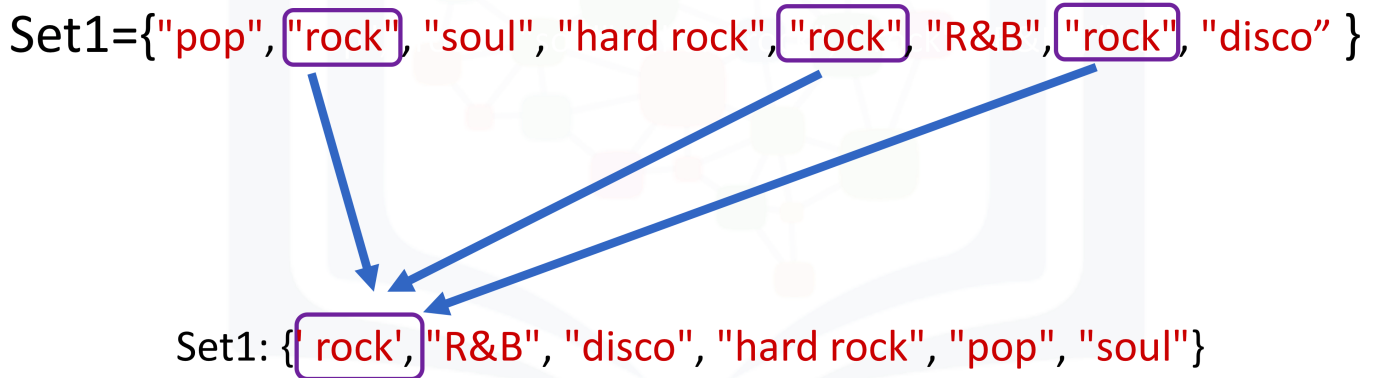 Set1={"pop", "rock", "soul", "hard rock", "rock", "R&B", "rock", "disco” }
Set1: {' rock', "R&B", "disco", "hard rock", "pop", "soul"}